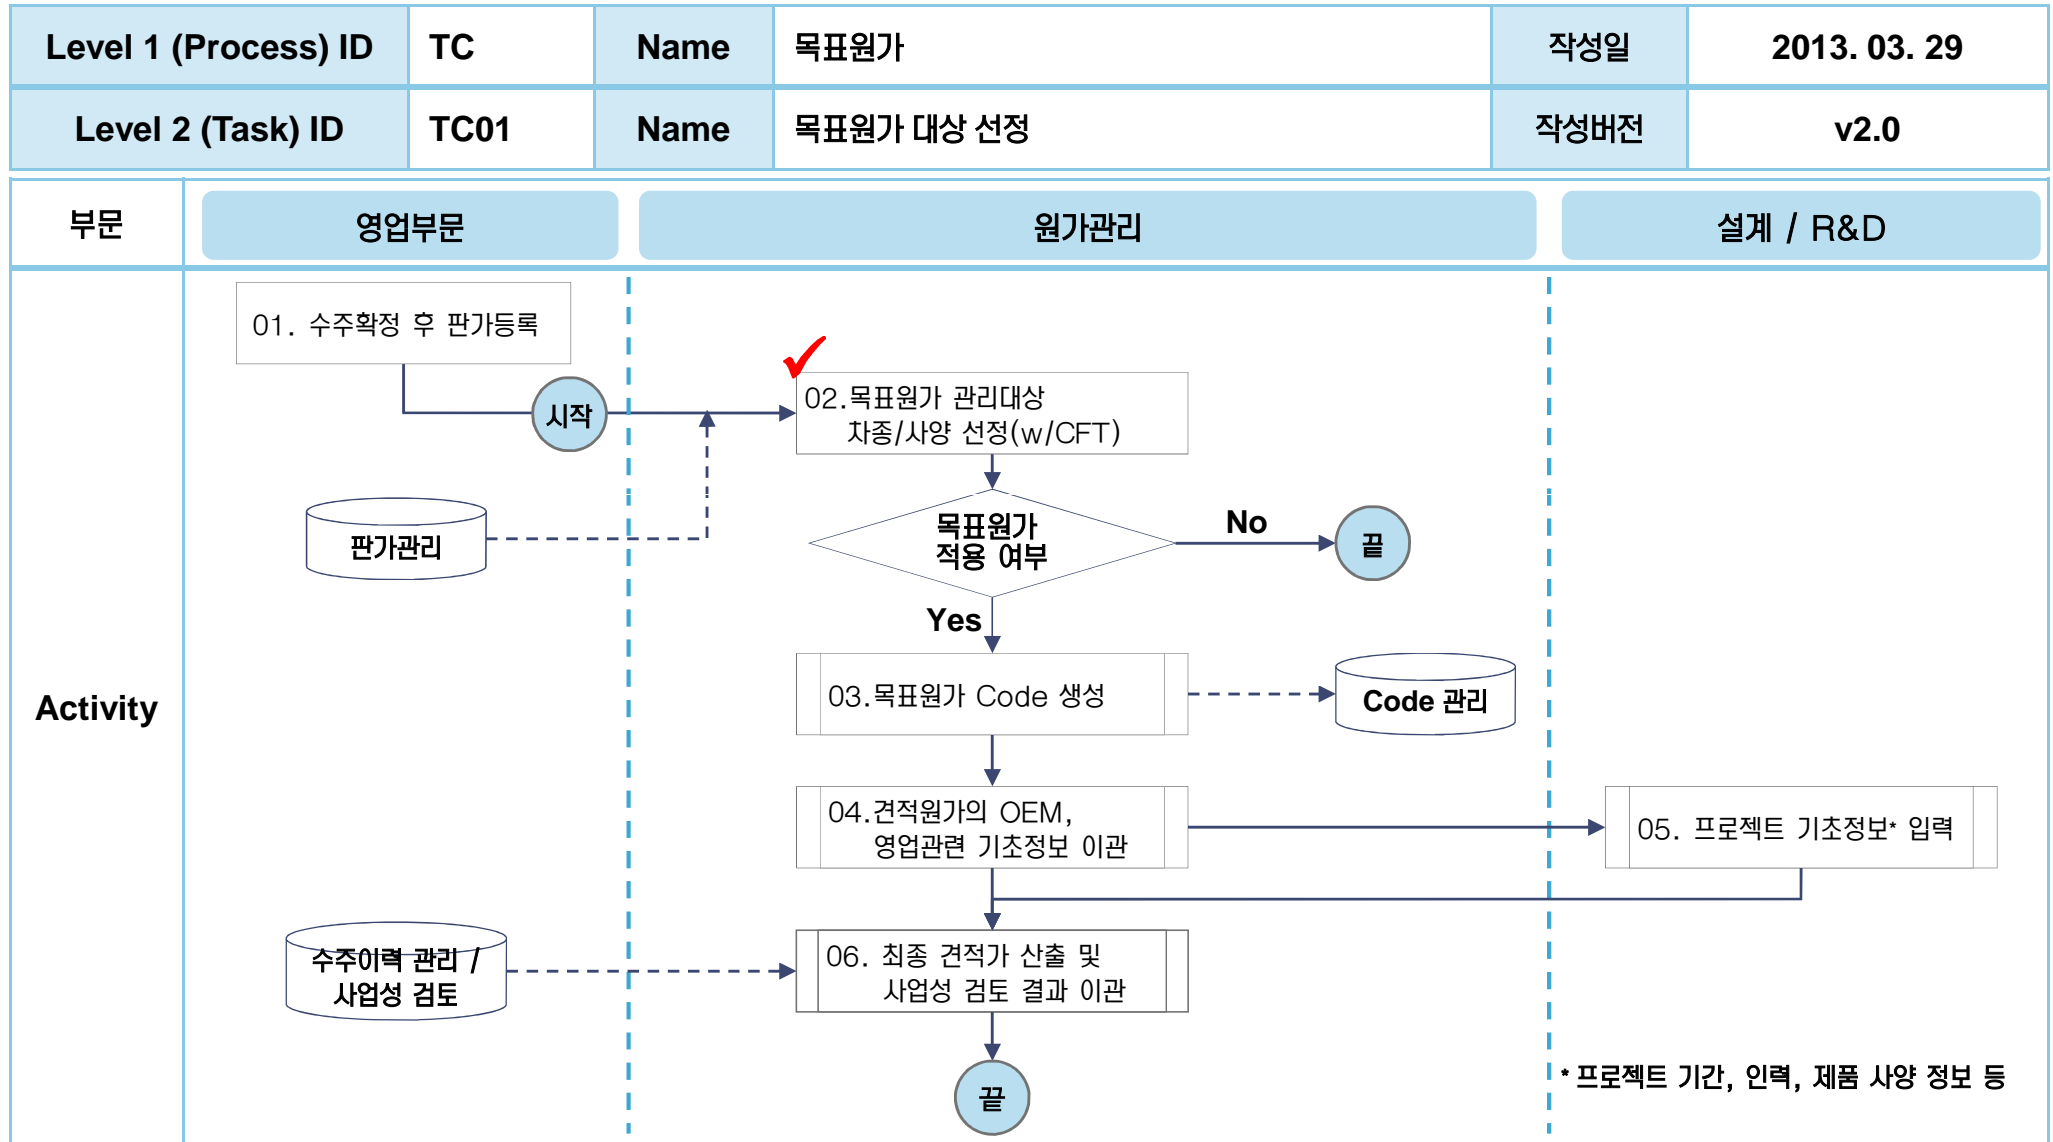 Level 1 (Process) ID TC Name 목표원가 작성일 2013. 03. 29
Level 2 (Task) ID TC01 Name 목표원가 대상 선정 작성버전 v2.0
부문 영업부문 원가관리 설계 / R&D
Activity
01. 수주확정 후 판가등록
시작
02.목표원가 관리대상
차종/사양 선정(w/CFT)
판가관리
목표원가
적용 여부
No
끝
Yes
03.목표원가 Code 생성
Code 관리
04.견적원가의 OEM,
영업관련 기초정보 이관
05. 프로젝트 기초정보* 입력
수주이력 관리 /
사업성 검토
06. 최종 견적가 산출 및
사업성 검토 결과 이관
끝
* 프로젝트 기간, 인력, 제품 사양 정보 등